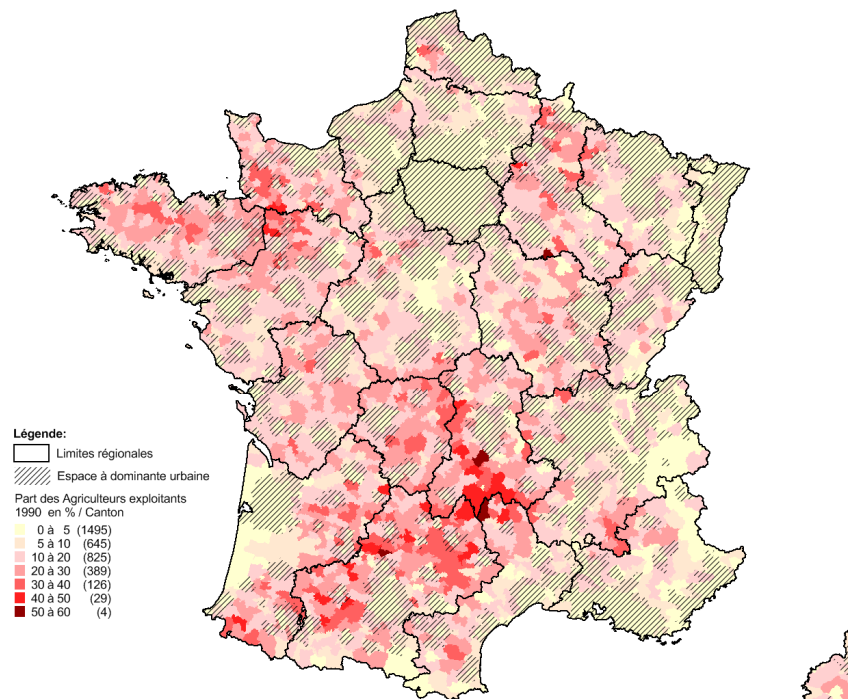 Légende:
Limites régionales
Espace à dominante urbaine
Part des Agriculteurs exploitants
1990 en % / Canton
0 à 5 (1495)
5 à 10 (645)
10 à 20 (825)
20 à 30 (389)
30 à 40 (126)
40 à 50 (29)
50 à 60 (4)